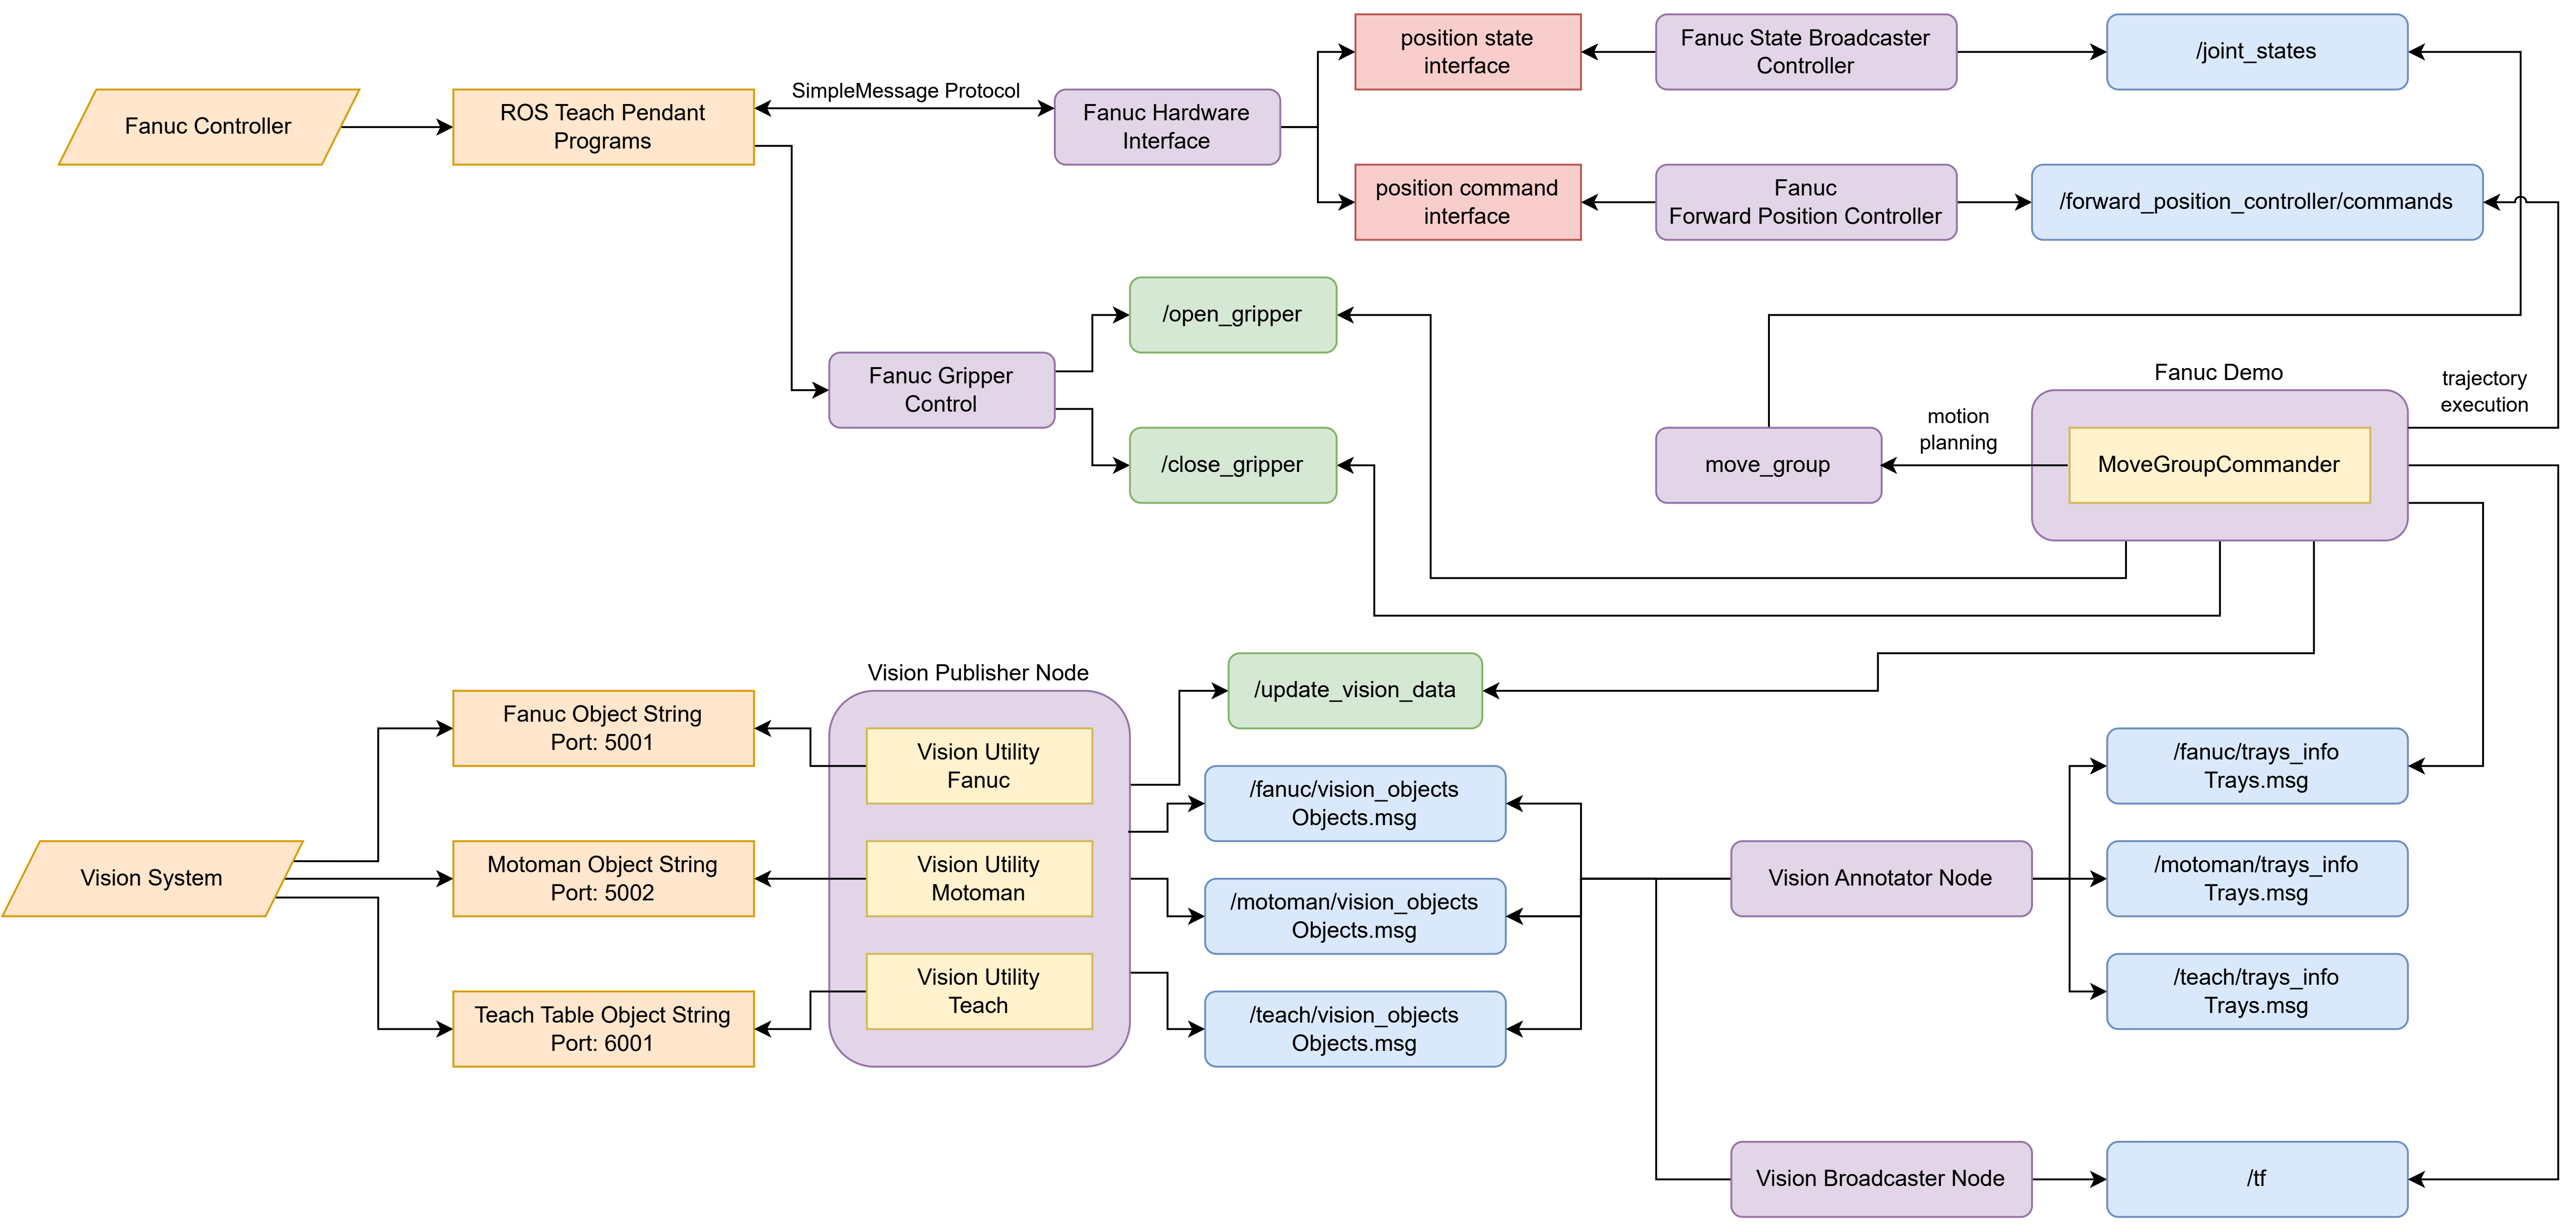 position state
interface
Fanuc State Broadcaster
Controller
/joint_states
Fanuc Controller
ROS Teach Pendant
Programs
SimpleMessage Protocol
Fanuc Hardware
Interface
position command
interface
Fanuc
Forward Position Controller
/forward_position_controller/commands
/open_gripper
Fanuc Gripper
Control
/close_gripper
move_group
motion
planning
Fanuc Demo
MoveGroupCommander
trajectory
execution
Vision Publisher Node
/update_vision_data
Fanuc Object String
Port: 5001
Vision Utility
Fanuc
/fanuc/vision_objects
Objects.msg
/fanuc/trays_info
Trays.msg
Vision System
Motoman Object String
Port: 5002
Vision Utility
Motoman
/motoman/vision_objects
Objects.msg
Vision Annotator Node
/motoman/trays_info
Trays.msg
Teach Table Object String
Port: 6001
Vision Utility
Teach
/teach/vision_objects
Objects.msg
/teach/trays_info
Trays.msg
Vision Broadcaster Node
/tf